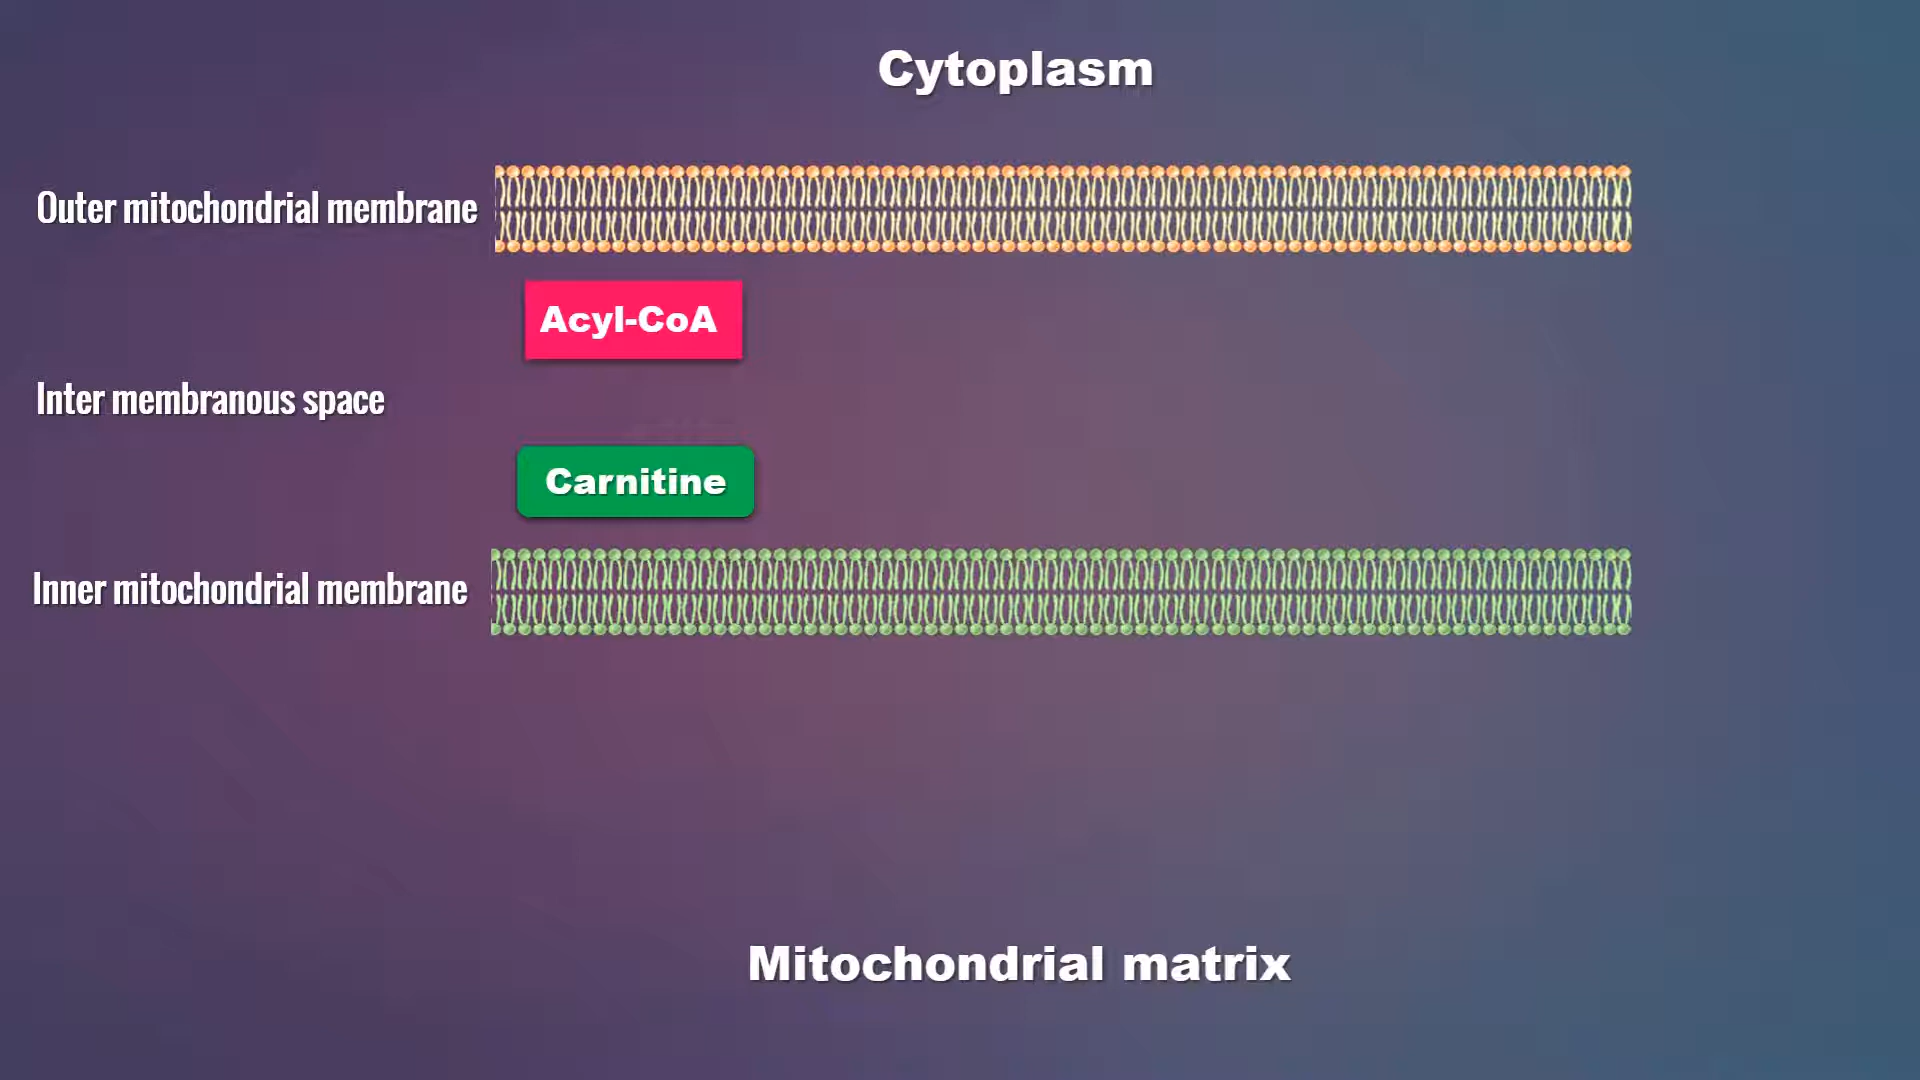 Cytoplasm
Outer mitochondrial membrane
Acyl-CoA
Inter membranous space
Carnitine
Inner mitochondrial membrane
Mitochondrial matrix